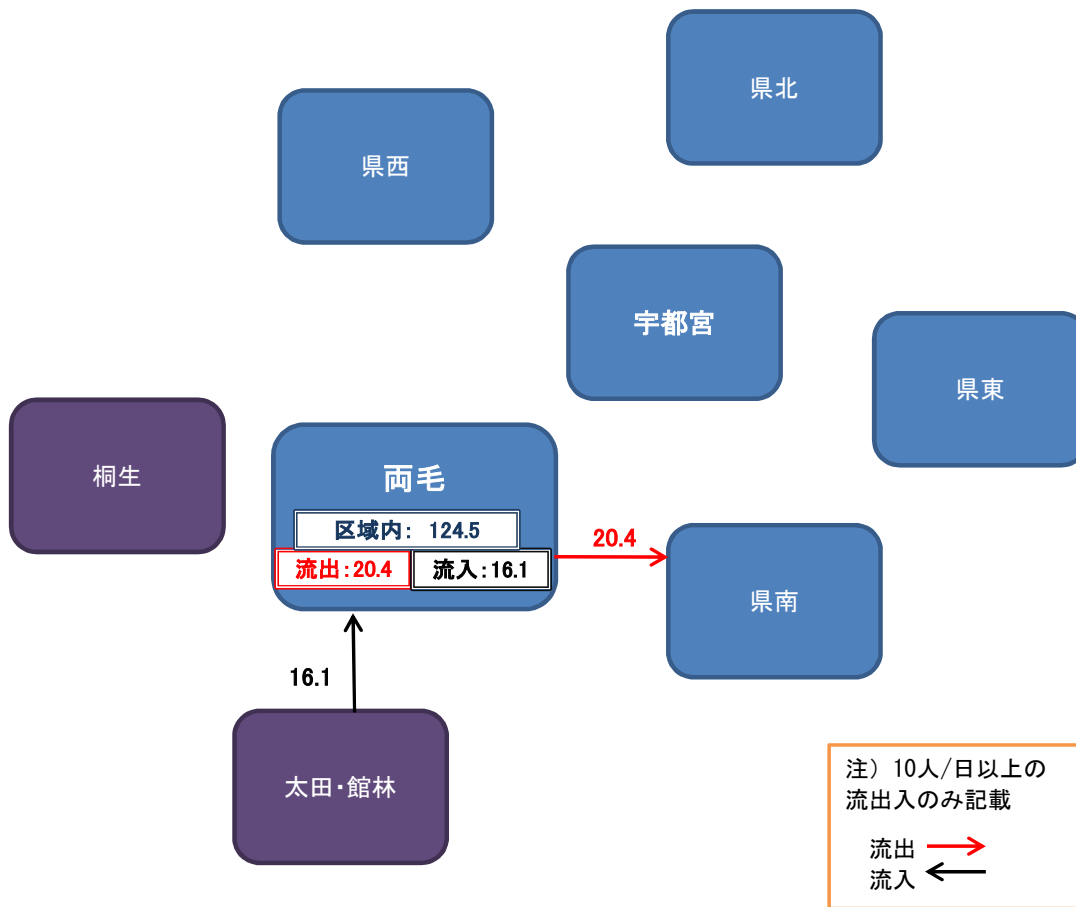 県北
県西
宇都宮
県東
桐生
両毛
区域内： 124.5
流出：20.4
流入：16.1
20.4
県南
16.1
太田・館林
注）10人/日以上の
流出入のみ記載
流出
流入